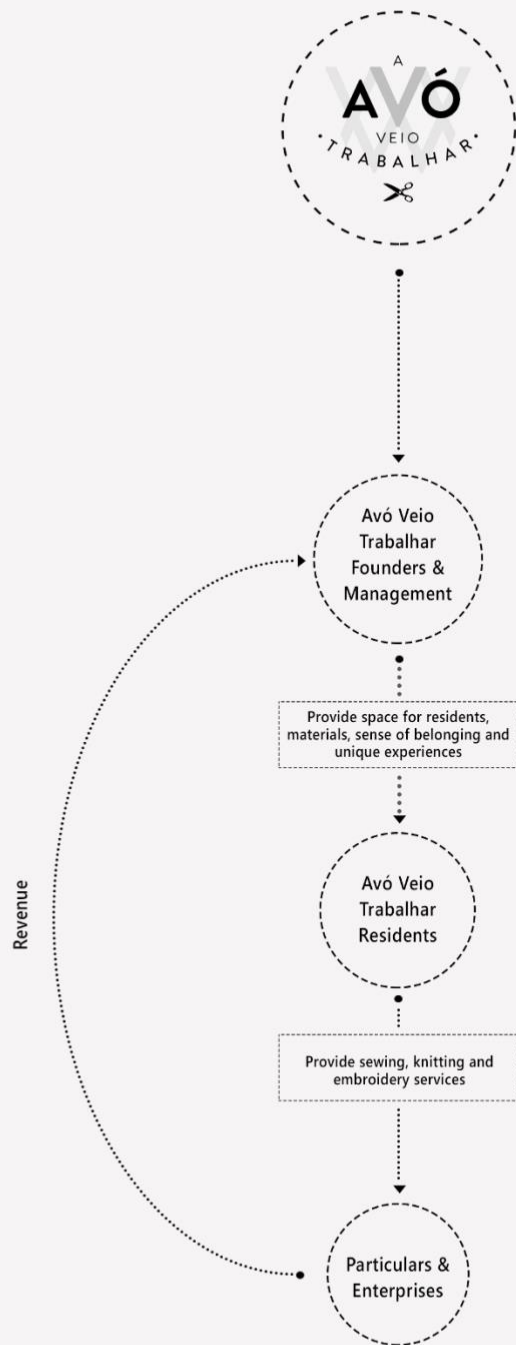 A
AVÓ
VEIO
·TRABALHAR·
Avó Veio
Trabalhar
Founders &
Management
Provide space for residents,
materials, sense of belonging and
unique experiences
Avó Veio
Trabalhar
Residents
Revenue
Provide sewing, knitting and
embroidery services
Particulars &
Enterprises